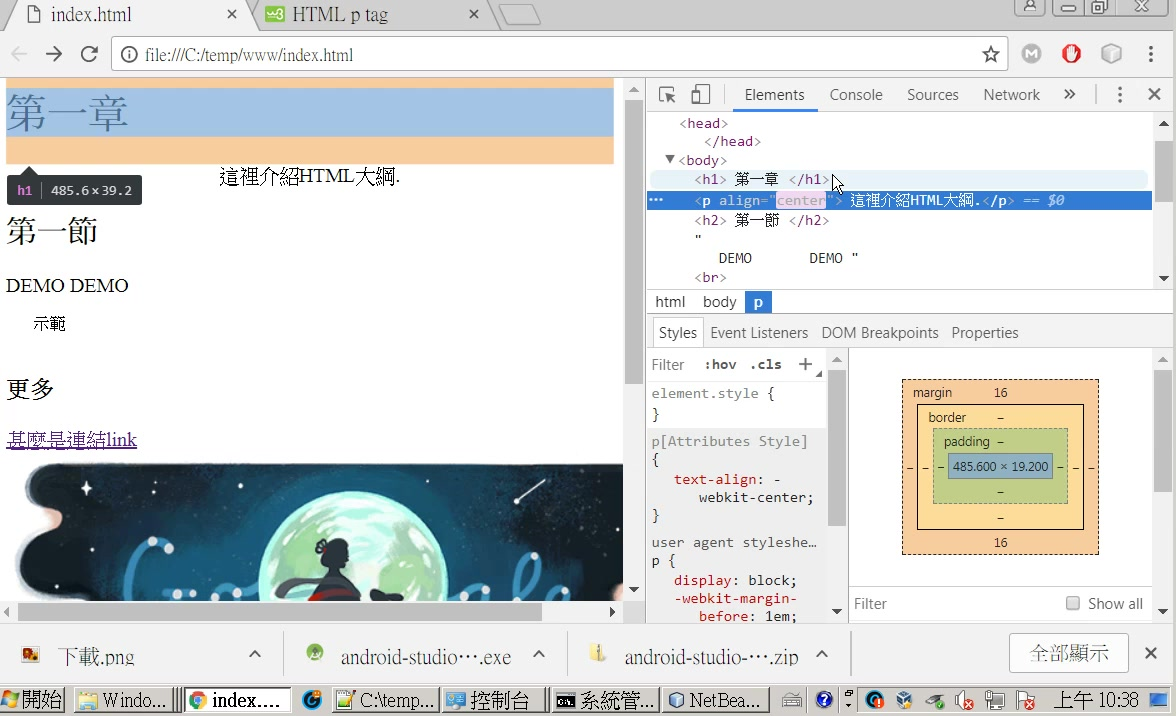 index.html
HTML p tag
file:///C:/temp/www/index.html
第一章
這裡介紹HTML大綱.
h1 485.6×39.2
第一節
DEMO DEMO
示範
更多
甚麼是連結link
Elements Console Sources Network
<head>
</head>
<body>
<h1> 第一章 </h1>
<p align="center"> 這裡介紹HTML大綱.</p> == $0
<h2> 第一節 </h2>
"
DEMO DEMO "
<br>
html body p
Styles Event Listeners DOM Breakpoints Properties
Filter :hov .cls +
element.style {
}
p[Attributes Style]
{
text-align: -
webkit-center;
}
user agent styleshe…
p {
display: block;
-webkit-margin-
before: 1em;
margin 16
border –
padding –
– – – 485.600 × 19.200 – – –
–
–
16
Filter Show all
下載.png
android-studio-….exe
android-studio-….zip
全部顯示
開始
Windo...
index....
C:\temp...
控制台
系統管...
NetBea...
上午 10:38